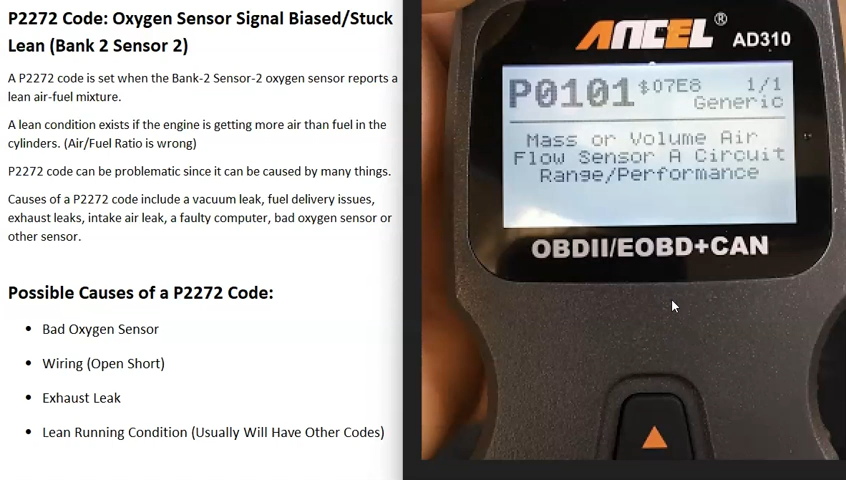 P2272 Code: Oxygen Sensor Signal Biased/Stuck
Lean (Bank 2 Sensor 2)
A P2272 code is set when the Bank-2 Sensor-2 oxygen sensor reports a
lean air-fuel mixture.
A lean condition exists if the engine is getting more air than fuel in the
cylinders. (Air/Fuel Ratio is wrong)
P2272 code can be problematic since it can be caused by many things.
Causes of a P2272 code include a vacuum leak, fuel delivery issues,
exhaust leaks, intake air leak, a faulty computer, bad oxygen sensor or
other sensor.
Possible Causes of a P2272 Code:
• Bad Oxygen Sensor
• Wiring (Open Short)
• Exhaust Leak
• Lean Running Condition (Usually Will Have Other Codes)
ANCEL®
AD310
P0101 $07E8 1/1
Generic
Mass or Volume Air
Flow Sensor A Circuit
Range/Performance
OBDII/EOBD+CAN